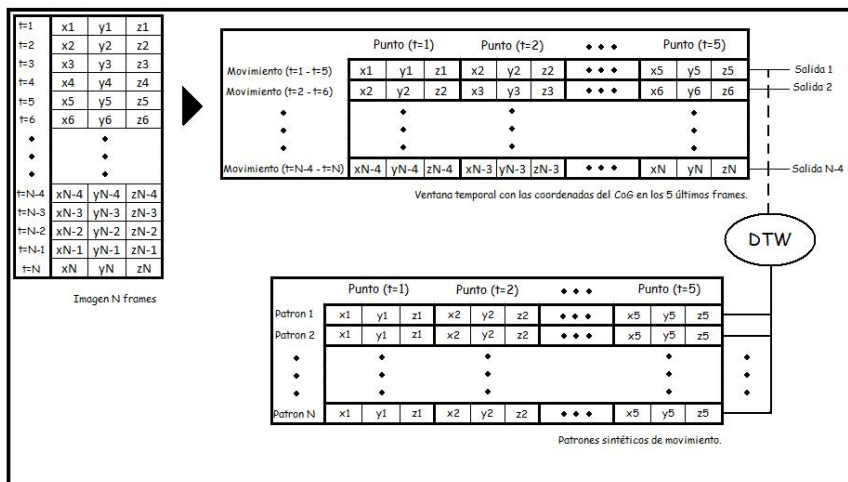 t=1 x1 y1 z1
t=2 x2 y2 z2
t=3 x3 y3 z3
t=4 x4 y4 z4
t=5 x5 y5 z5
t=6 x6 y6 z6
t=N-4 xN-4 yN-4 zN-4
t=N-3 xN-3 yN-3 zN-3
t=N-2 xN-2 yN-2 zN-2
t=N-1 xN-1 yN-1 zN-1
t=N xN yN zN
Imagen N frames
Punto (t=1) Punto (t=2) Punto (t=5)
Movimiento (t=1 - t=5) x1 y1 z1 x2 y2 z2 x5 y5 z5 Salida 1
Movimiento (t=2 - t=6) x2 y2 z2 x3 y3 z3 x6 y6 z6 Salida 2
Movimiento (t=N-4 - t=N) xN-4 yN-4 zN-4 xN-3 yN-3 zN-3 xN yN zN Salida N-4
Ventana temporal con las coordenadas del CoG en los 5 últimos frames.
DTW
Punto (t=1) Punto (t=2) Punto (t=5)
Patron 1 x1 y1 z1 x2 y2 z2 x5 y5 z5
Patron 2 x1 y1 z1 x2 y2 z2 x5 y5 z5
Patron N x1 y1 z1 x2 y2 z2 x5 y5 z5
Patrones sintéticos de movimiento.